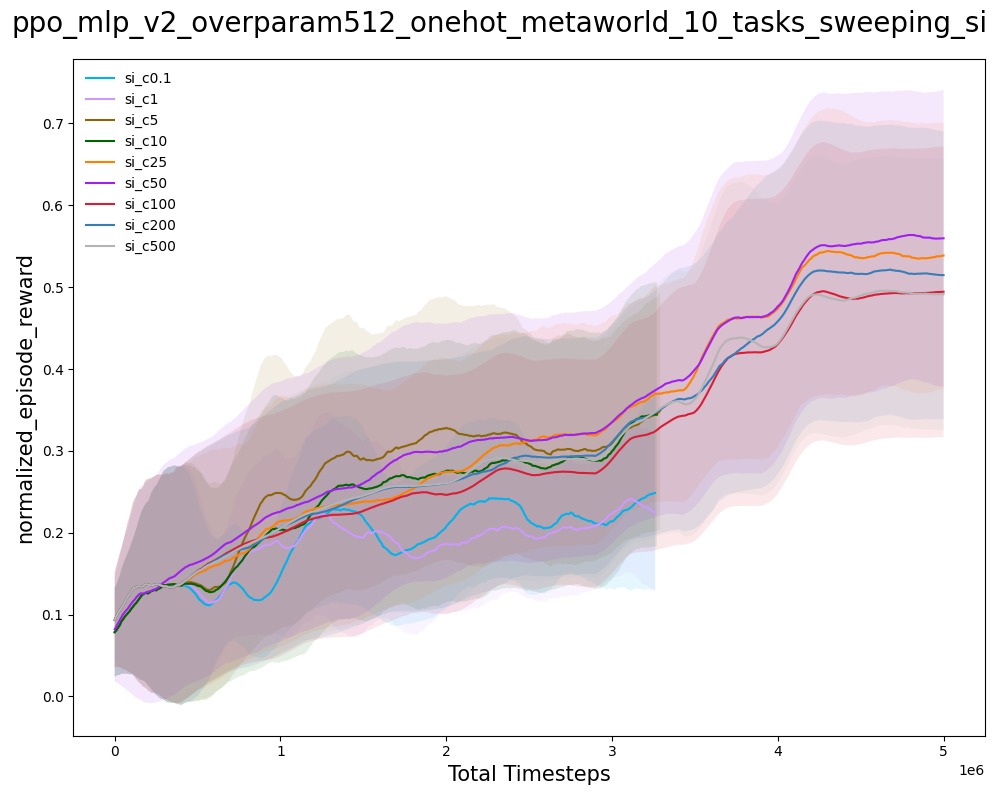 ppo_mlp_v2_overparam512_onehot_metaworld_10_tasks_sweeping_si
si_c0.1
si_c1
si_c5
si_c10
si_c25
si_c50
si_c100
si_c200
si_c500
normalized_episode_reward
0.7
0.6
0.5
0.4
0.3
0.2
0.1
0.0
0 1 2 3 4 5
1e6
Total Timesteps